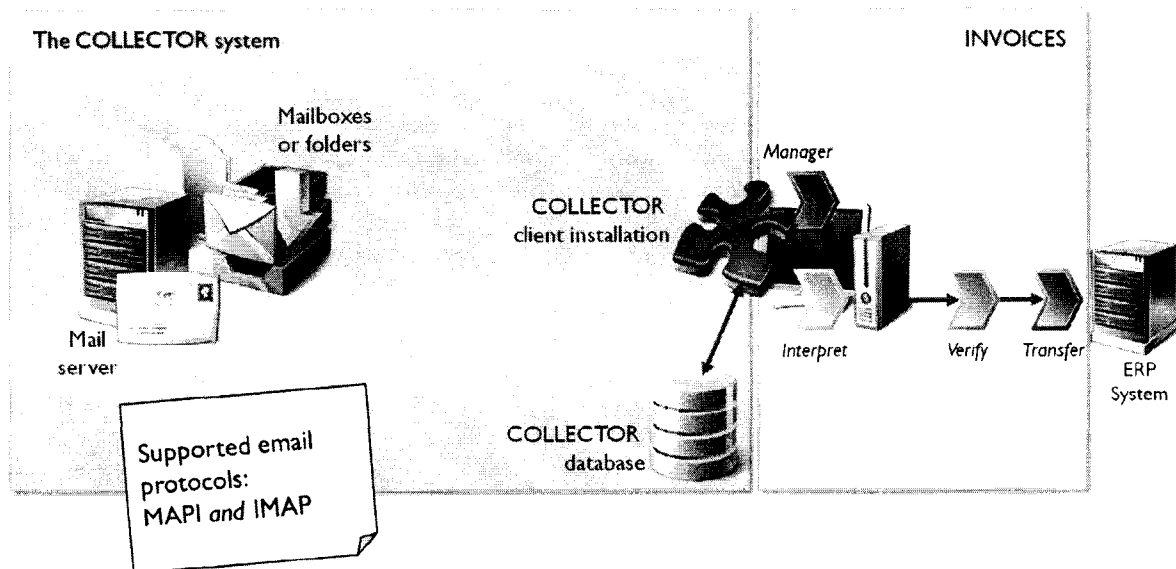 The COLLECTOR system
INVOICES
Mailboxes
or folders
Manager
COLLECTOR
client installation
Mail
server
Interpret
Verify
Transfer
ERP
System
COLLECTOR
database
Supported email
protocols:
MAPI and IMAP